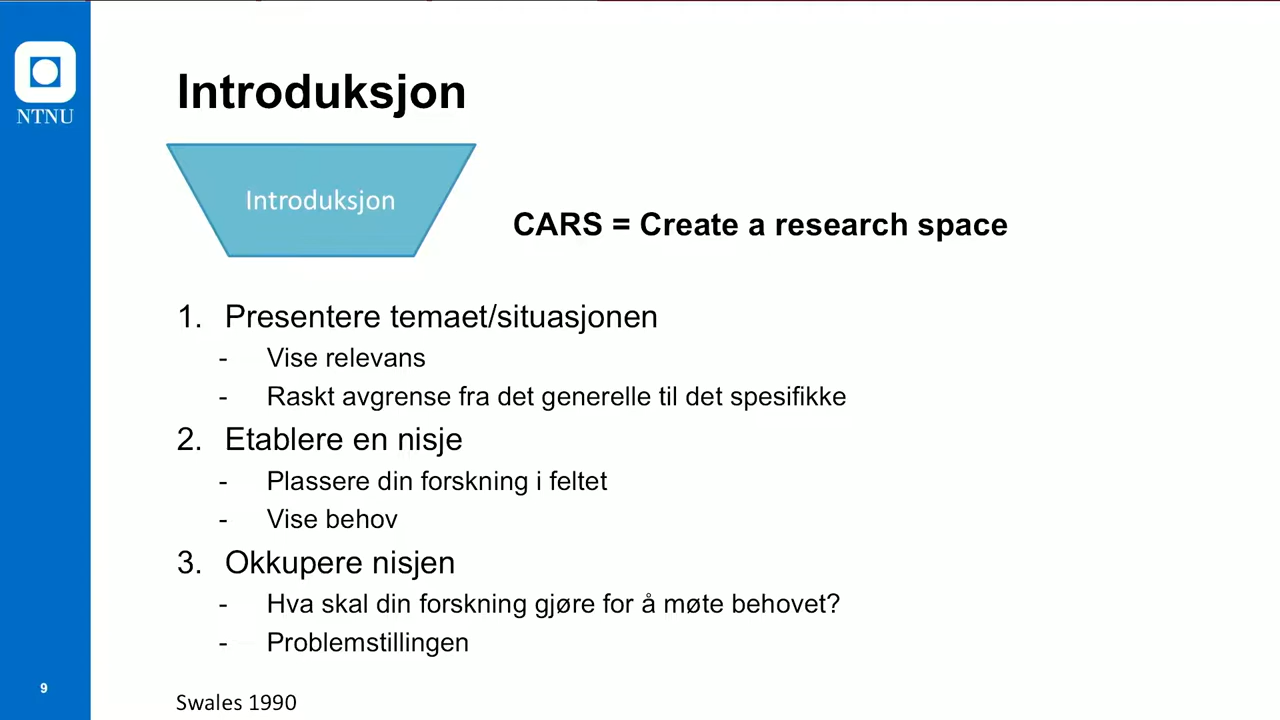 NTNU
Introduksjon
Introduksjon
CARS = Create a research space
1. Presentere temaet/situasjonen
- Vise relevans
- Raskt avgrense fra det generelle til det spesifikke
2. Etablere en nisje
- Plassere din forskning i feltet
- Vise behov
3. Okkupere nisjen
- Hva skal din forskning gjøre for å møte behovet?
- Problemstillingen
9
Swales 1990